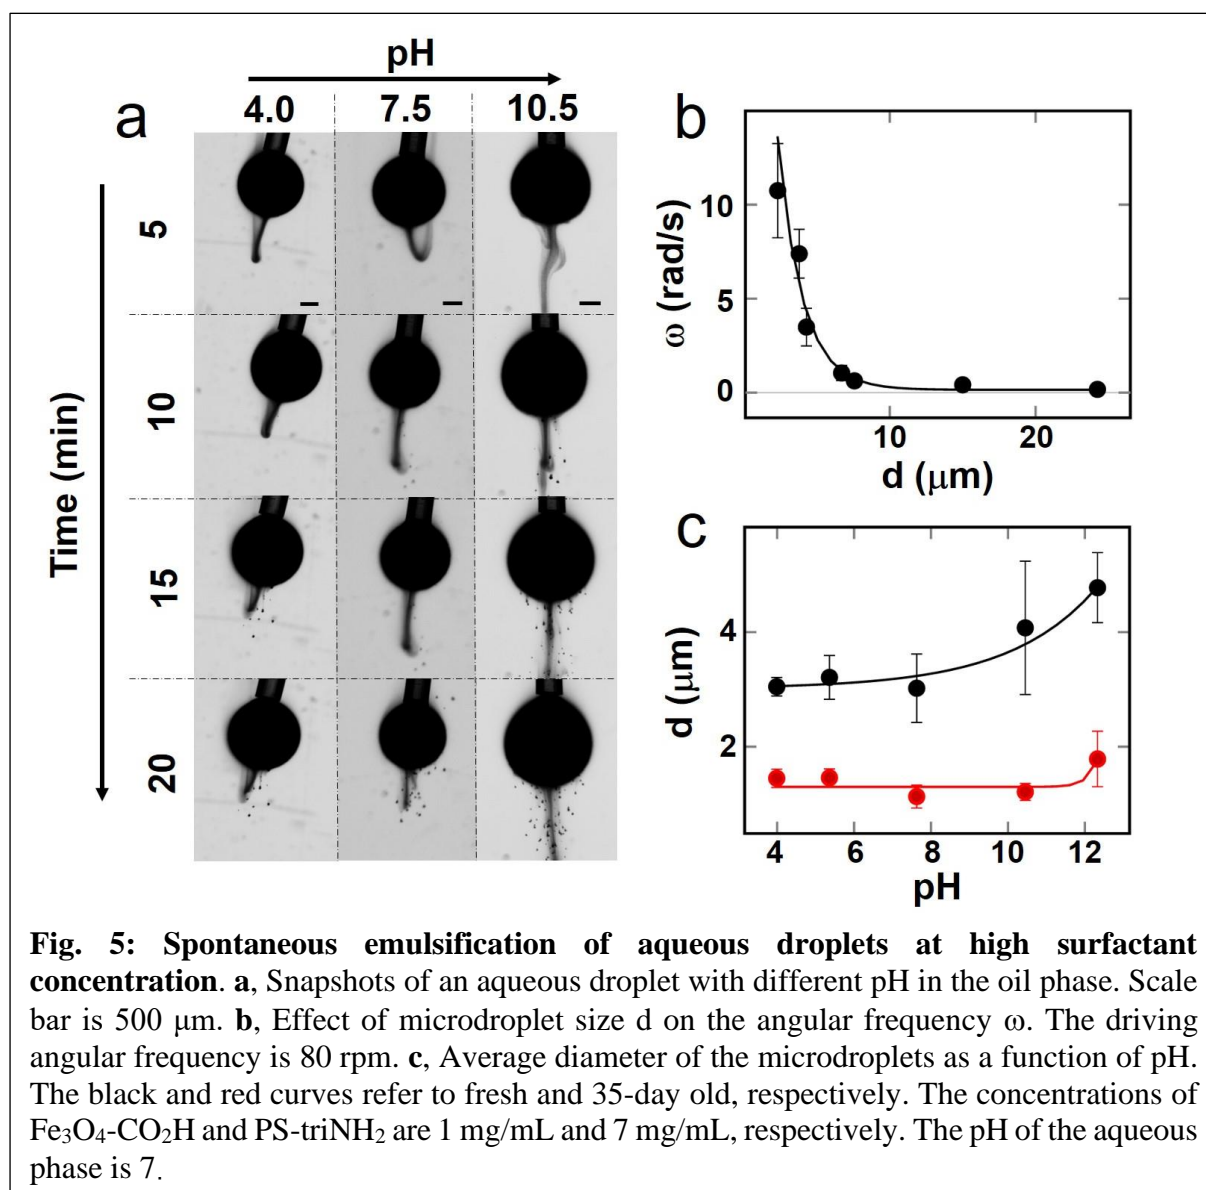 a
pH
4.0 7.5 10.5
Time (min)
5
10
15
20
b
ω (rad/s)
10
5
0
10 20
d (μm)
c
d (μm)
4
2
4 6 8 10 12
pH
Fig. 5: Spontaneous emulsification of aqueous droplets at high surfactant
concentration. a, Snapshots of an aqueous droplet with different pH in the oil phase. Scale
bar is 500 μm. b, Effect of microdroplet size d on the angular frequency ω. The driving
angular frequency is 80 rpm. c, Average diameter of the microdroplets as a function of pH.
The black and red curves refer to fresh and 35-day old, respectively. The concentrations of
Fe₃O₄-CO₂H and PS-triNH₂ are 1 mg/mL and 7 mg/mL, respectively. The pH of the aqueous
phase is 7.